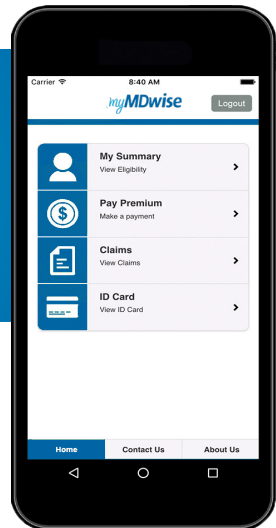 Carrier 8:40 AM
myMDwise
Logout
My Summary
View Eligibility
Pay Premium
Make a payment
$
Claims
View Claims
ID Card
View ID Card
Home Contact Us About Us